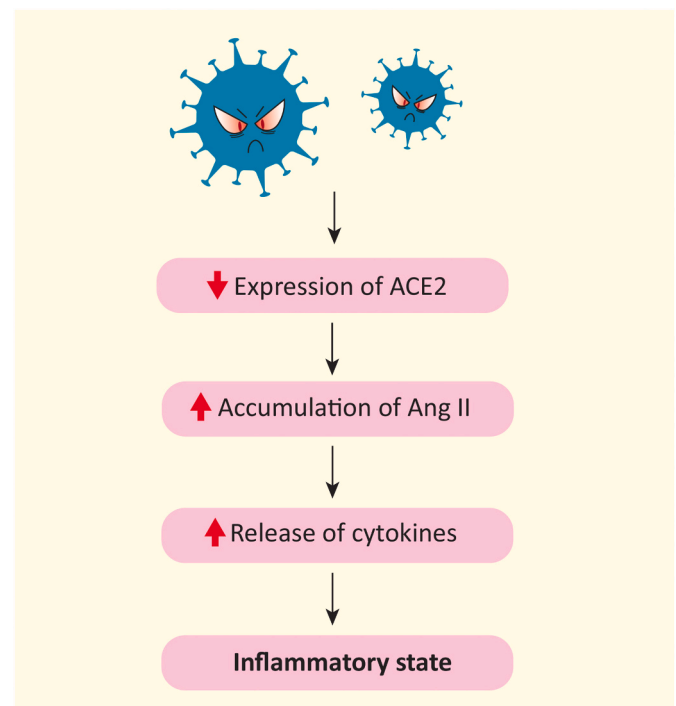 Expression of ACE2
Accumulation of Ang II
Release of cytokines
Inflammatory state